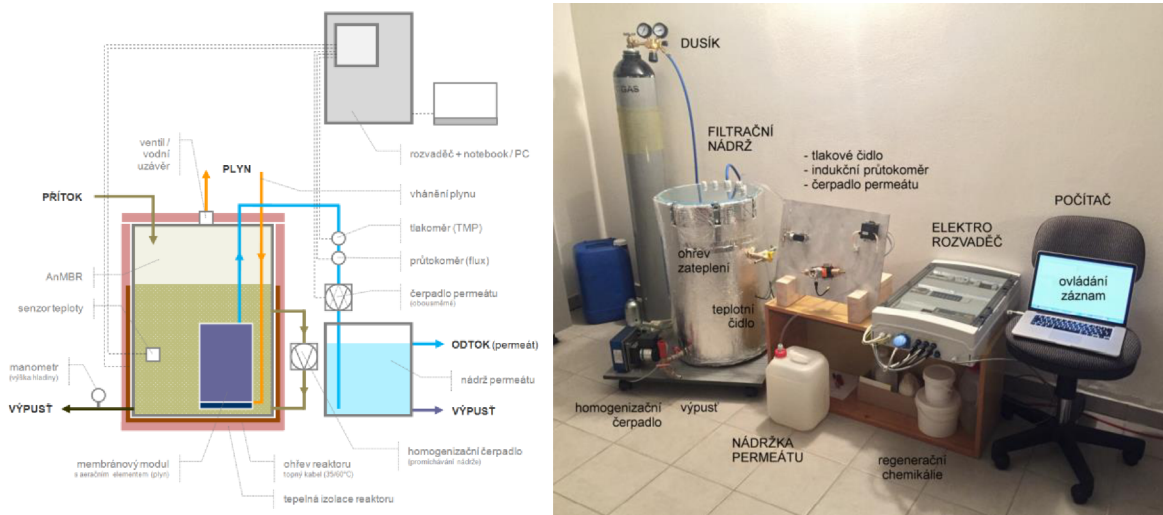 ventil /
vodní
uzávěr
PLYN
PŘÍTOK
rozvaděč + notebook / PC
vhánění plynu
tlakoměr (TMP)
průtokoměr (flux)
čerpadlo permeátu
(obousměrné)
AnMBR
senzor teploty
manometr
(výška hladiny)
VÝPUSŤ
ODTOK (permeát)
nádrž permeátu
VÝPUSŤ
homogenizační čerpadlo
(promíchávání nádrže)
membránový modul
s aeračním elementem (plyn)
ohřev reaktoru
topný kabel (35/60°C)
tepelná izolace reaktoru
DUSÍK
GAS
FILTRAČNÍ
NÁDRŽ
- tlakové čidlo
- indukční průtokoměr
- čerpadlo permeátu
POČÍTAČ
ELEKTRO
ROZVADĚČ
ohřev
zateplení
ovládání
záznam
teplotní
čidlo
homogenizační
čerpadlo
výpusť
NÁDRŽKA
PERMEÁTU
regenerační
chemikálie